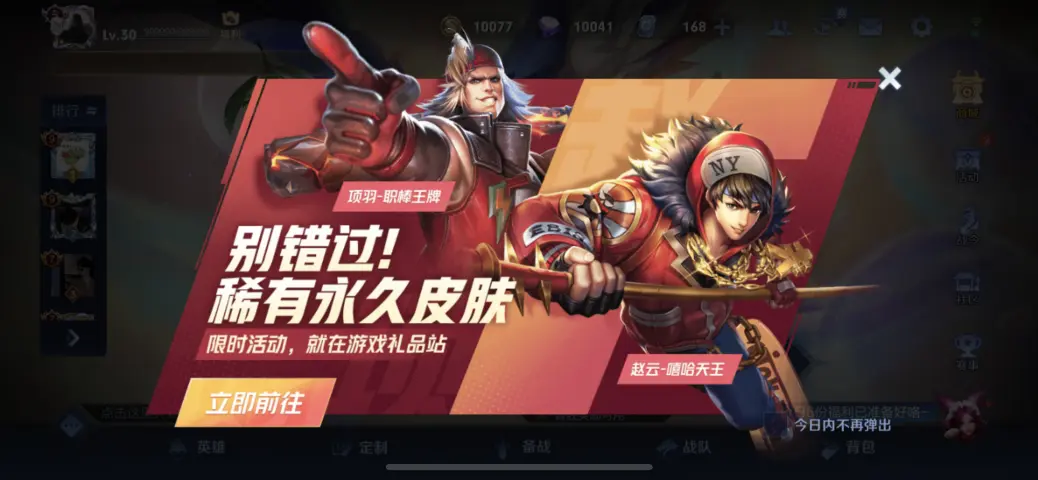 Lv.30
10077
10041
168
排行
项羽-职棒王牌
NY
EBIG
别错过!
稀有永久皮肤
限时活动，就在游戏礼品站
赵云-嘻哈天王
立即前往
今日内不再弹出
英雄
定制
备战
战队
背包